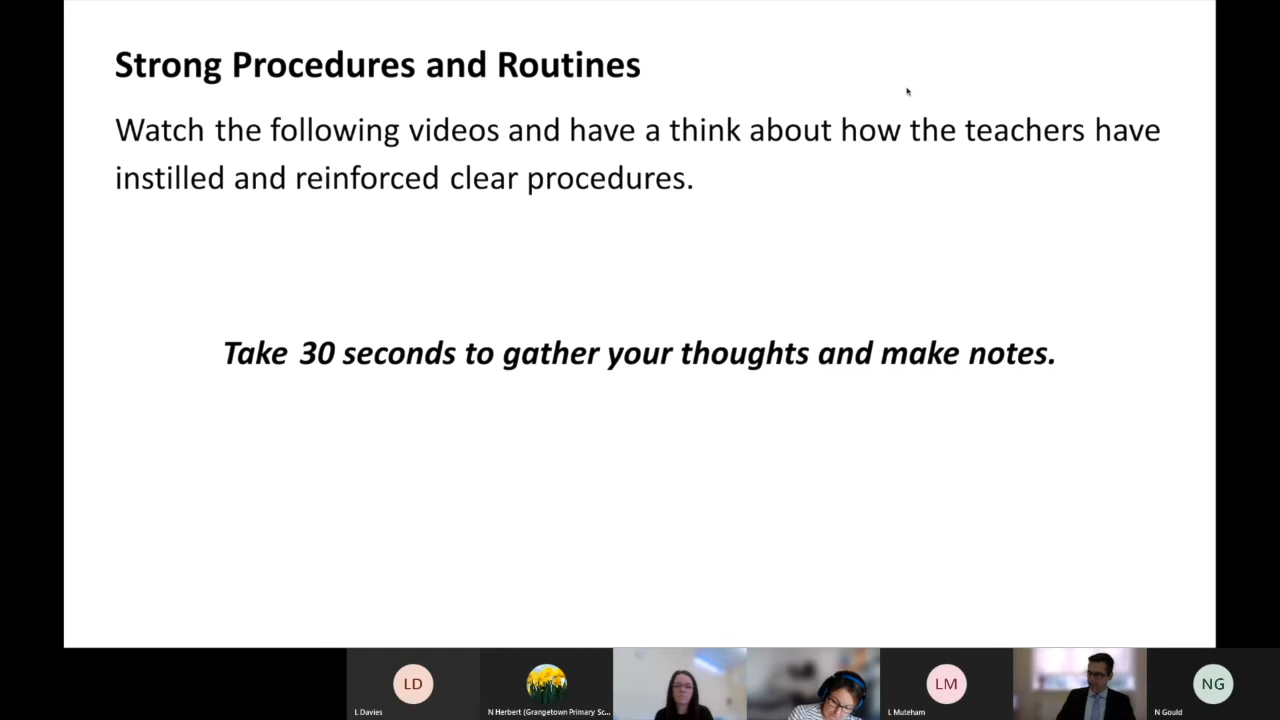 Strong Procedures and Routines
Watch the following videos and have a think about how the teachers have
instilled and reinforced clear procedures.
Take 30 seconds to gather your thoughts and make notes.
LD
LM
NG
L Davies
N Herbert (Grangetown Primary Sc...
L Muteham
N Gould